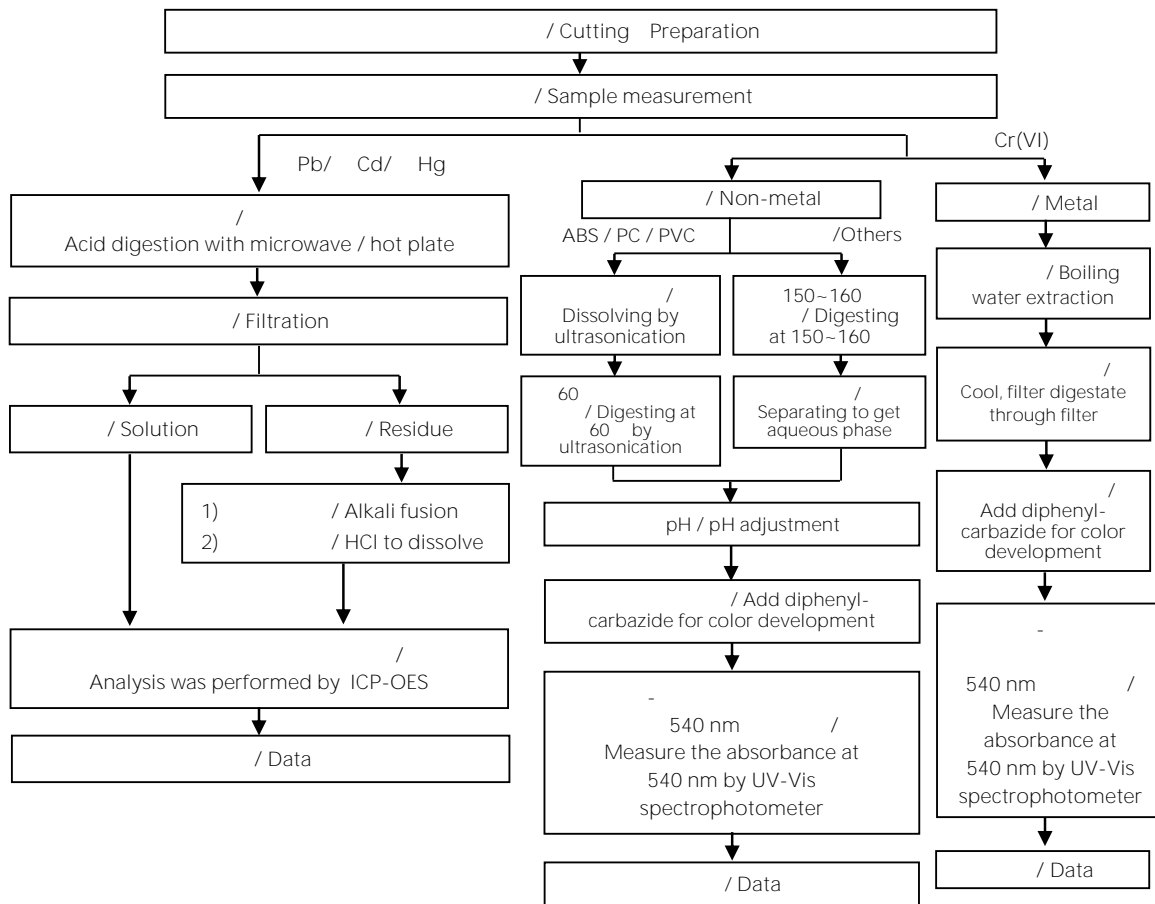 / Cutting Preparation
/ Sample measurement
Pb/ Cd/ Hg
Cr(VI)
/
Acid digestion with microwave / hot plate
/ Filtration
/ Solution
/ Residue
1) / Alkali fusion
2) / HCl to dissolve
/
Analysis was performed by ICP-OES
/ Data
/ Non-metal
ABS / PC / PVC
/Others
/
Dissolving by
ultrasonication
60
/ Digesting at
60 by
ultrasonication
150~160
/ Digesting
at 150~160
/
Separating to get
aqueous phase
pH / pH adjustment
/ Add diphenyl-
carbazide for color development
-
540 nm /
Measure the absorbance at
540 nm by UV-Vis
spectrophotometer
/ Data
/ Metal
/ Boiling
water extraction
/
Cool, filter digestate
through filter
/
Add diphenyl-
carbazide for color
development
-
540 nm /
Measure the
absorbance at
540 nm by UV-Vis
spectrophotometer
/ Data